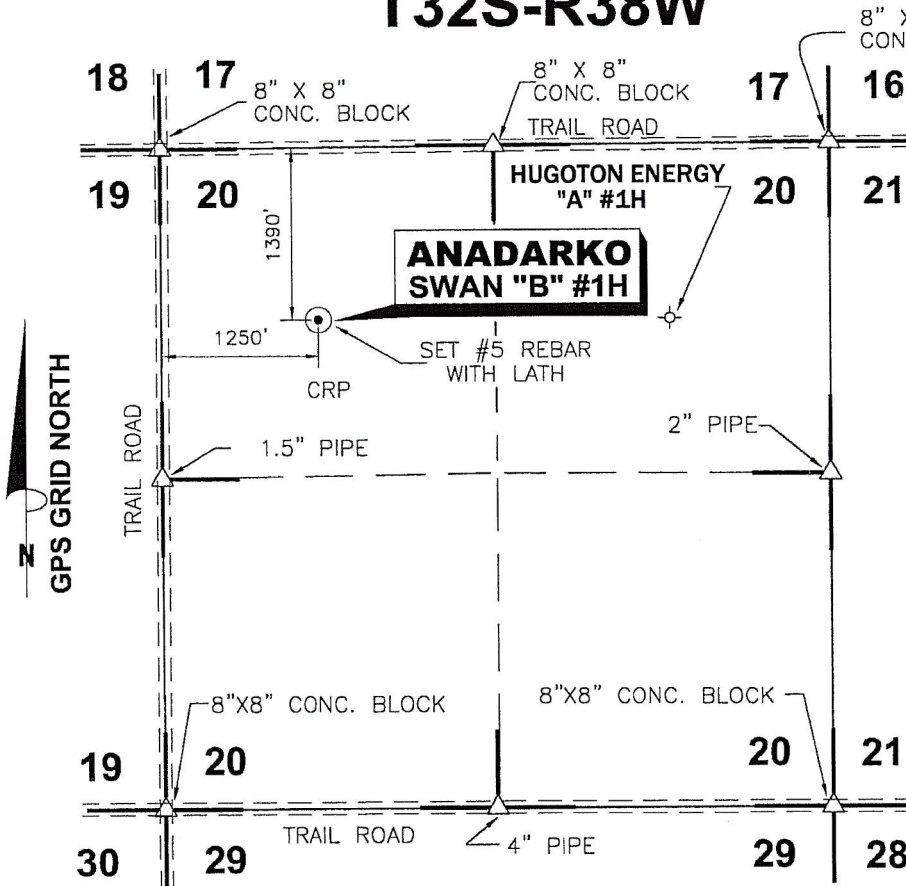 T32S-R38W
8" X
CON
18
17
8" X 8"
CONC. BLOCK
8" X 8"
CONC. BLOCK
17
16
TRAIL ROAD
19
20
HUGOTON ENERGY
"A" #1H
20
21
1390'
ANADARKO
SWAN "B" #1H
1250'
SET #5 REBAR
WITH LATH
CRP
GPS GRID NORTH
N
TRAIL ROAD
1.5" PIPE
2" PIPE
8"X8" CONC. BLOCK
8"X8" CONC. BLOCK
19
20
20
21
TRAIL ROAD
4" PIPE
30
29
29
28